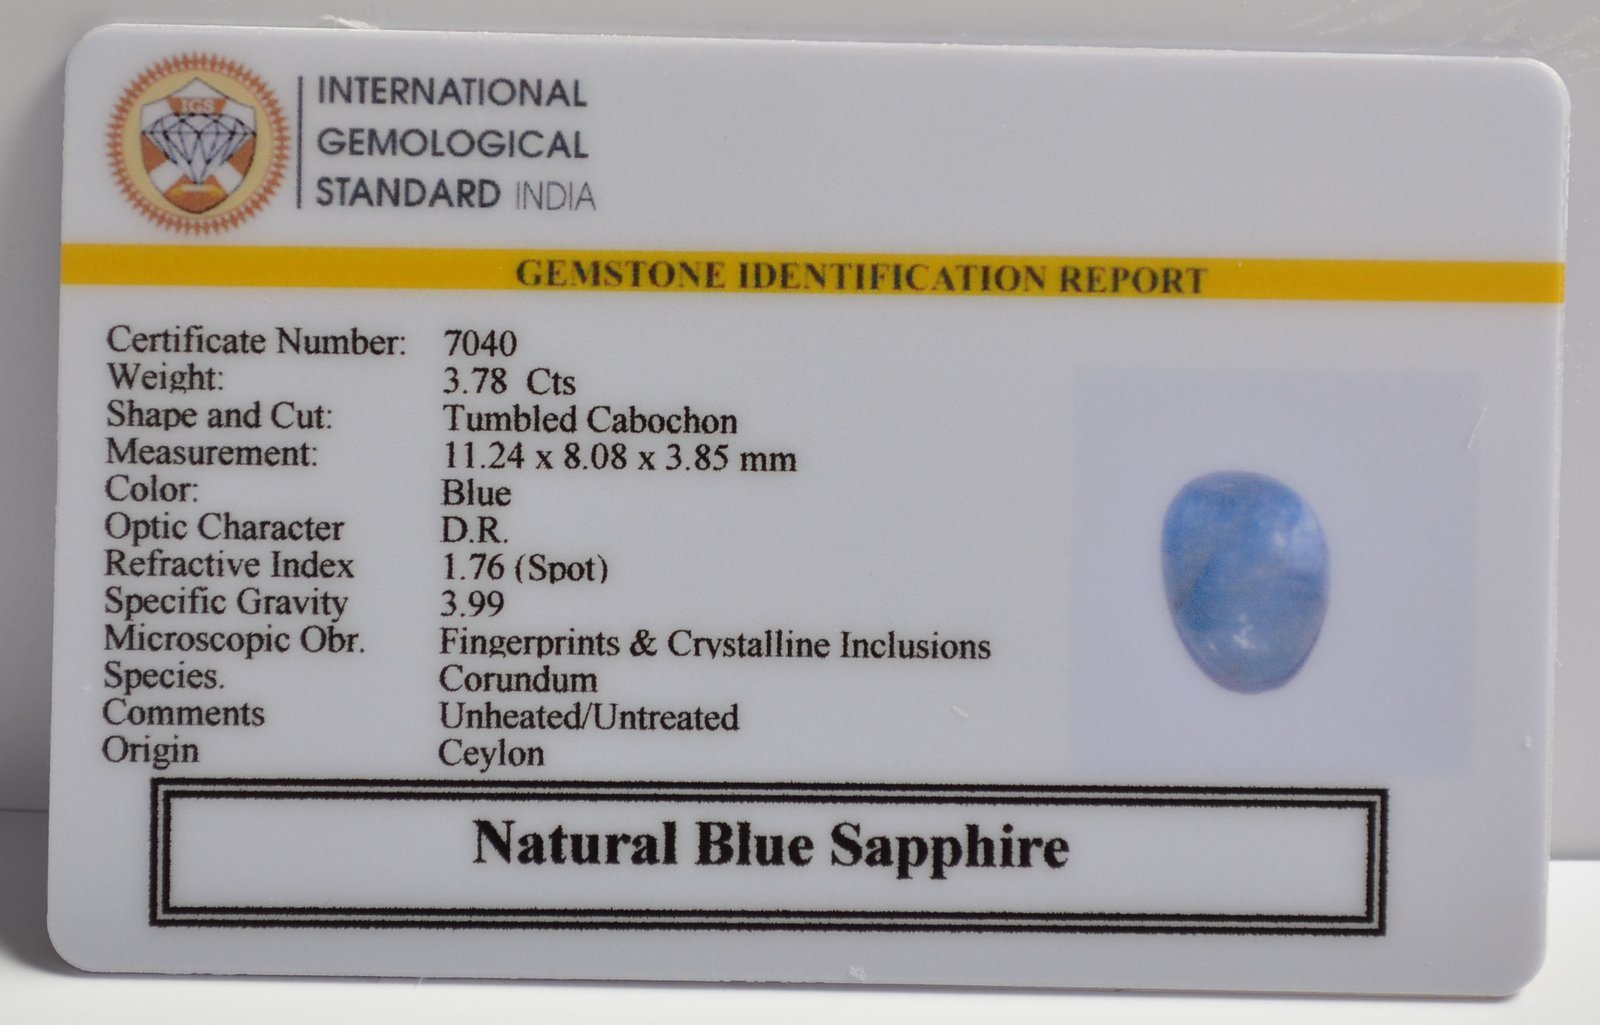 IGS
INTERNATIONAL
GEMOLOGICAL
STANDARD INDIA
GEMSTONE IDENTIFICATION REPORT
Certificate Number: 7040
Weight: 3.78 Cts
Shape and Cut: Tumbled Cabochon
Measurement: 11.24 x 8.08 x 3.85 mm
Color: Blue
Optic Character D.R.
Refractive Index 1.76 (Spot)
Specific Gravity 3.99
Microscopic Obr. Fingerprints & Crystalline Inclusions
Species. Corundum
Comments Unheated/Untreated
Origin Ceylon
Natural Blue Sapphire